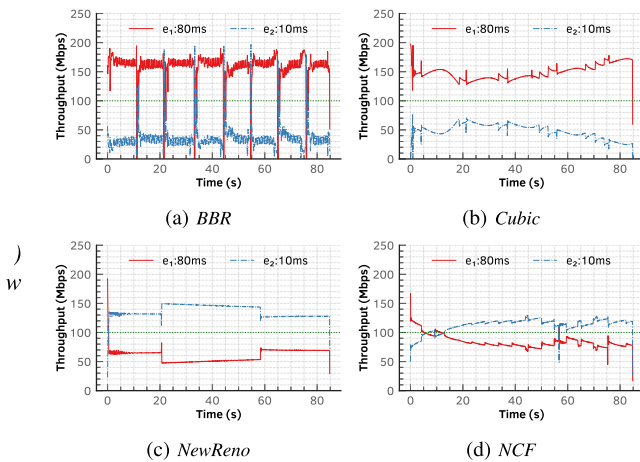 e₁:80ms e₂:10ms
Throughput (Mbps)
250
200
150
100
50
0
0 20 40 60 80
Time (s)
(a) BBR
e₁:80ms e₂:10ms
Throughput (Mbps)
250
200
150
100
50
0
0 20 40 60 80
Time (s)
(b) Cubic
)
w
e₁:80ms e₂:10ms
Throughput (Mbps)
250
200
150
100
50
0
0 20 40 60 80
Time (s)
(c) NewReno
e₁:80ms e₂:10ms
Throughput (Mbps)
250
200
150
100
50
0
0 20 40 60 80
Time (s)
(d) NCF